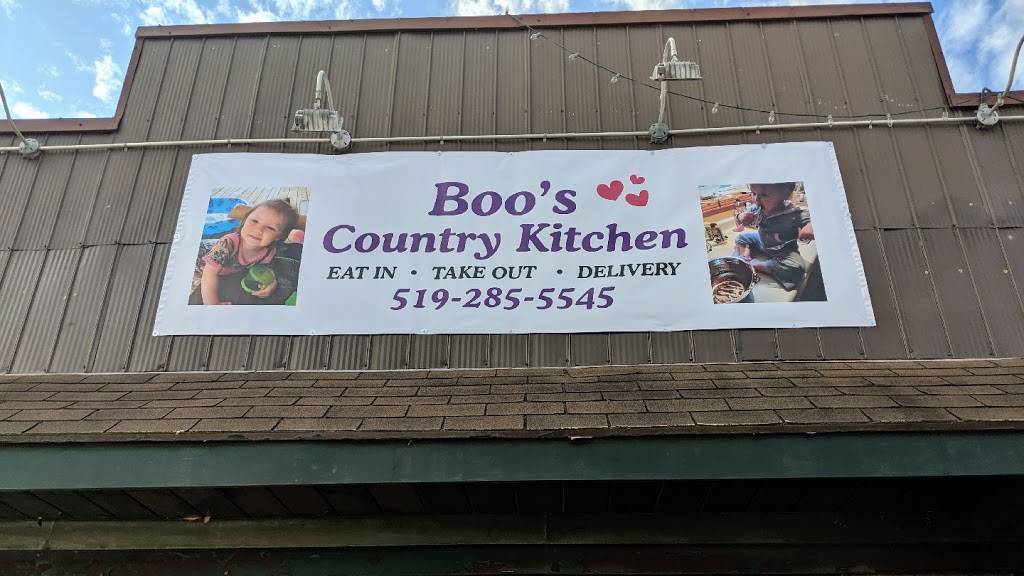 Boo's
Country Kitchen
EAT IN • TAKE OUT • DELIVERY
519-285-5545